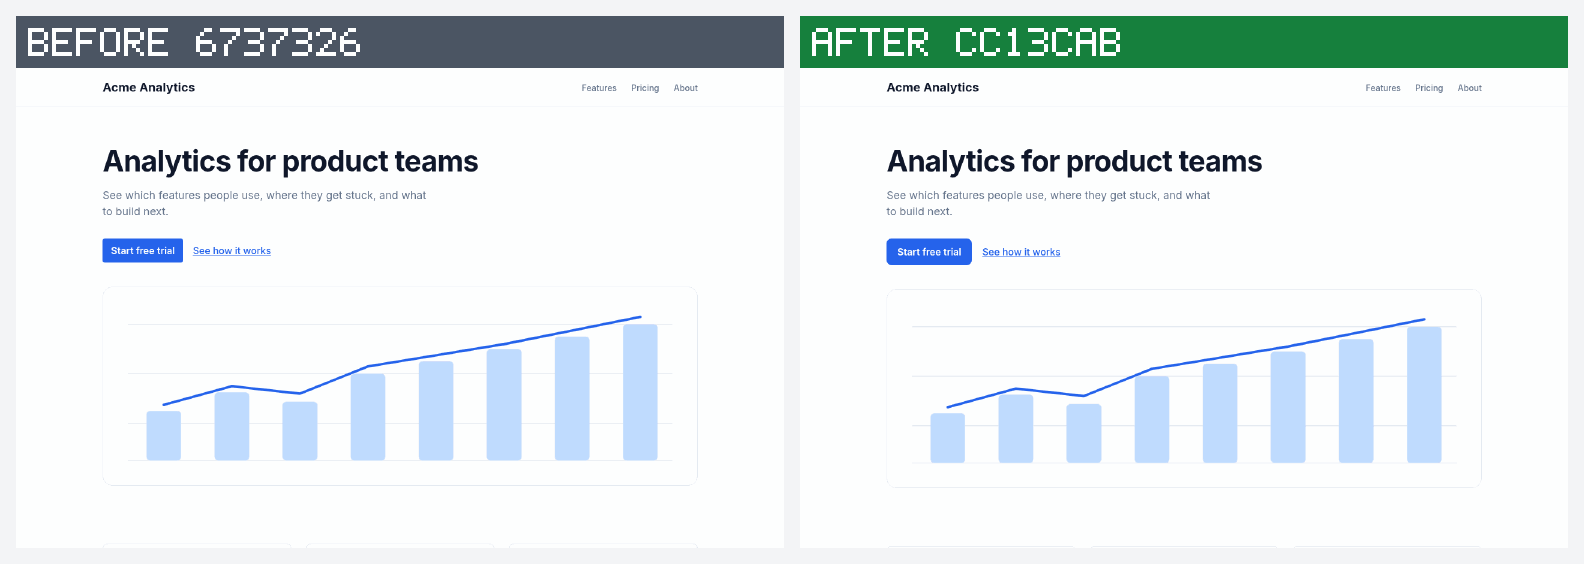 BEFORE 6737326
Acme Analytics
Features Pricing About
Analytics for product teams
See which features people use, where they get stuck, and what
to build next.
Start free trial See how it works
AFTER CC13CAB
Acme Analytics
Features Pricing About
Analytics for product teams
See which features people use, where they get stuck, and what
to build next.
Start free trial See how it works